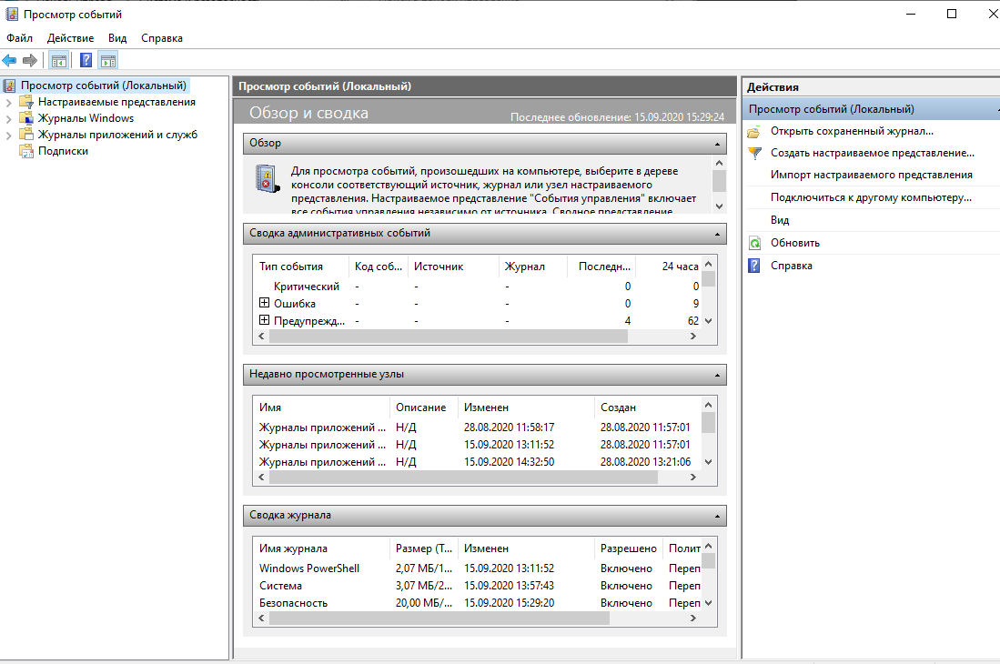 Просмотр событий
Файл Действие Вид Справка
Просмотр событий (Локальный)
Настраиваемые представления
Журналы Windows
Журналы приложений и служб
Подписки
Просмотр событий (Локальный)
Обзор и сводка Последнее обновление: 15.09.2020 15:29:24
Обзор
Для просмотра событий, произошедших на компьютере, выберите в дереве
консоли соответствующий источник, журнал или узел настраиваемого
представления. Настраиваемое представление "События управления" включает
все события управления независимо от источника. Сводное представление
Сводка административных событий
Тип события Код соб... Источник Журнал Последн... 24 часа
Критический - - - 0 0
Ошибка - - - 0 9
Предупрежд... - - - 4 62
Недавно просмотренные узлы
Имя Описание Изменен Создан
Журналы приложений ... Н/Д 28.08.2020 11:58:17 28.08.2020 11:57:01
Журналы приложений ... Н/Д 15.09.2020 13:11:52 28.08.2020 11:57:01
Журналы приложений ... Н/Д 15.09.2020 14:32:50 28.08.2020 13:21:06
Сводка журнала
Имя журнала Размер (Т... Изменен Разрешено Полит
Windows PowerShell 2,07 МБ/1... 15.09.2020 13:11:52 Включено Переп
Система 3,07 МБ/2... 15.09.2020 13:57:43 Включено Переп
Безопасность 20,00 МБ/... 15.09.2020 15:29:20 Включено Переп
Действия
Просмотр событий (Локальный)
Открыть сохраненный журнал...
Создать настраиваемое представление...
Импорт настраиваемого представления
Подключиться к другому компьютеру...
Вид
Обновить
Справка